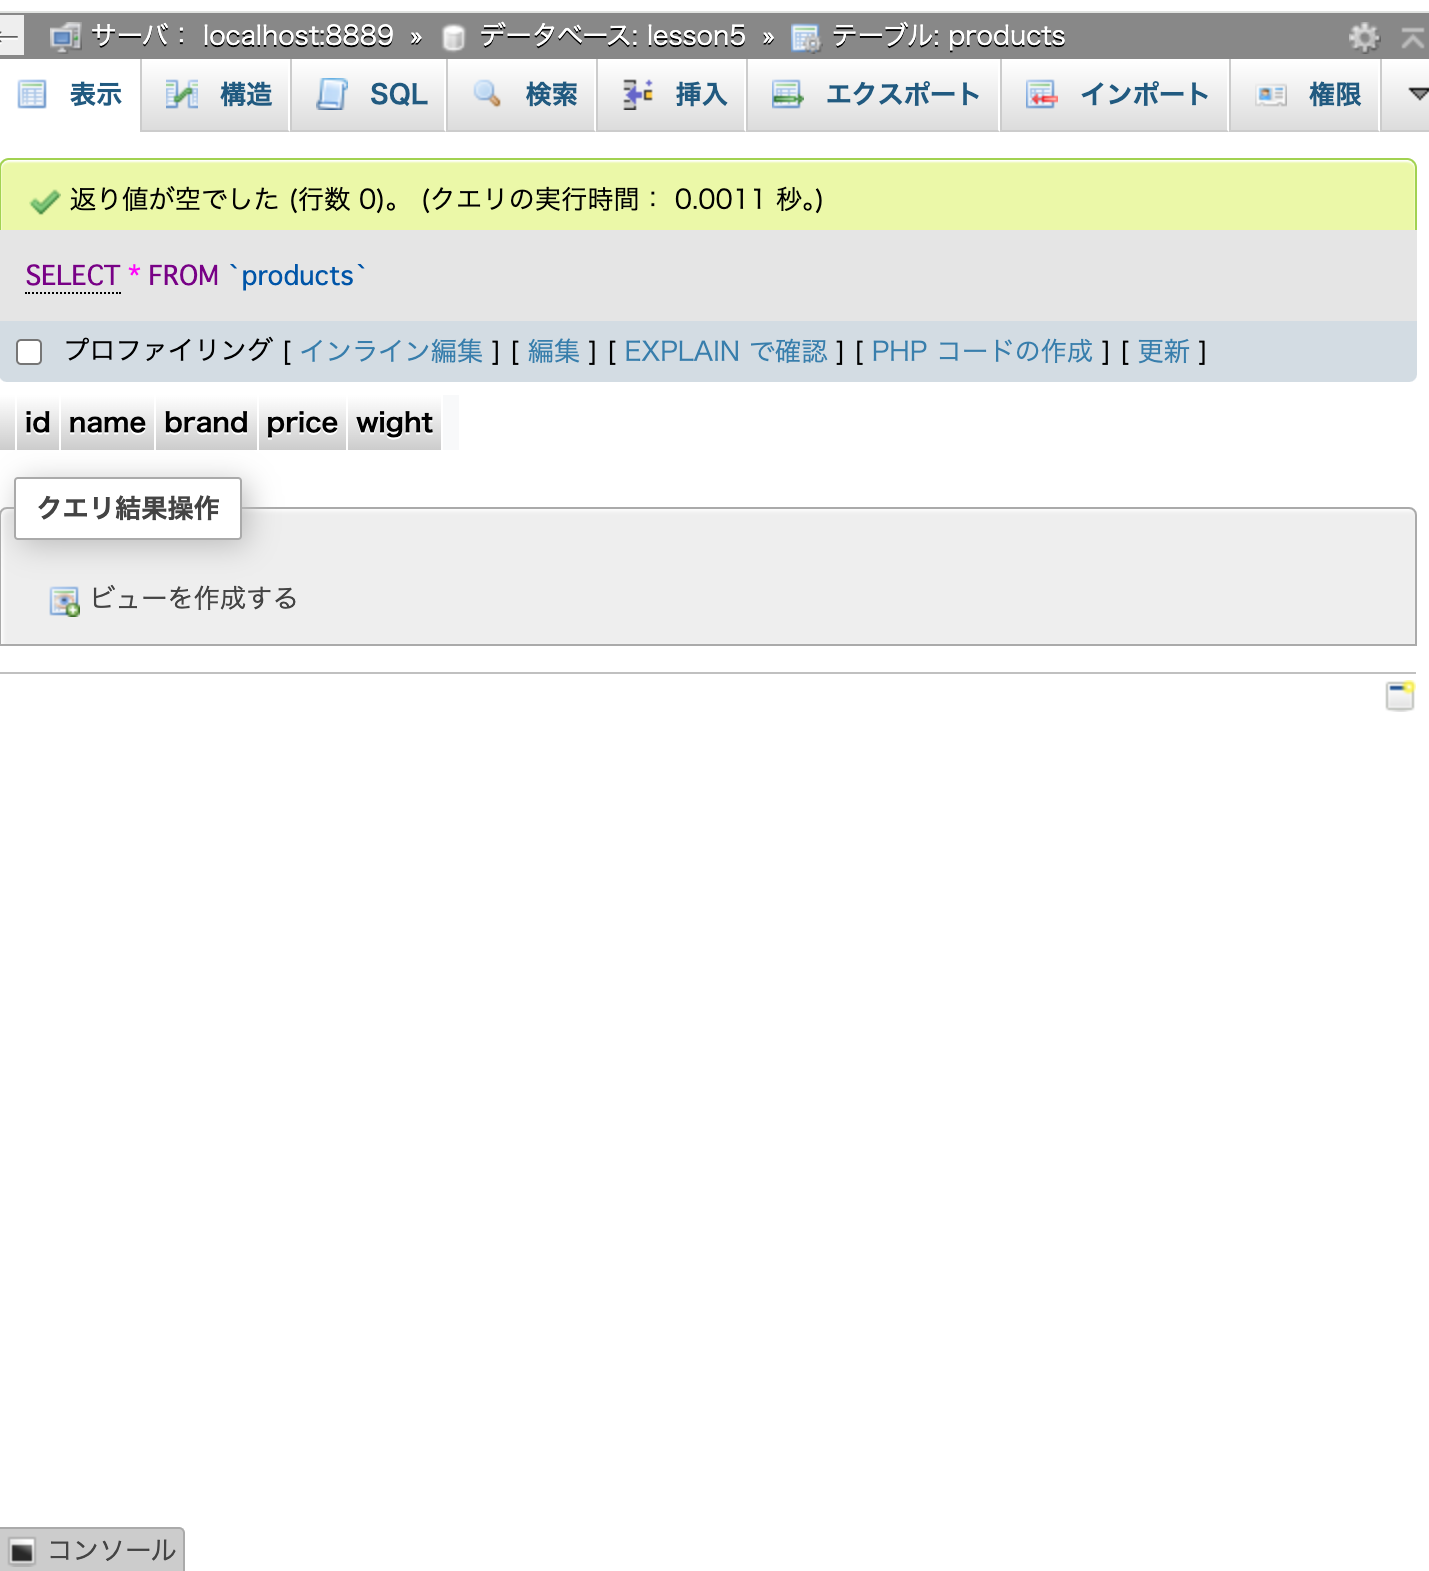 サーバ： localhost:8889 » データベース: lesson5 » テーブル: products
表示 構造 SQL 検索 挿入 エクスポート インポート 権限
返り値が空でした (行数 0)。 (クエリの実行時間： 0.0011 秒。)
SELECT * FROM `products`
プロファイリング [ インライン編集 ] [ 編集 ] [ EXPLAIN で確認 ] [ PHP コードの作成 ] [ 更新 ]
id name brand price wight
クエリ結果操作
ビューを作成する
コンソール